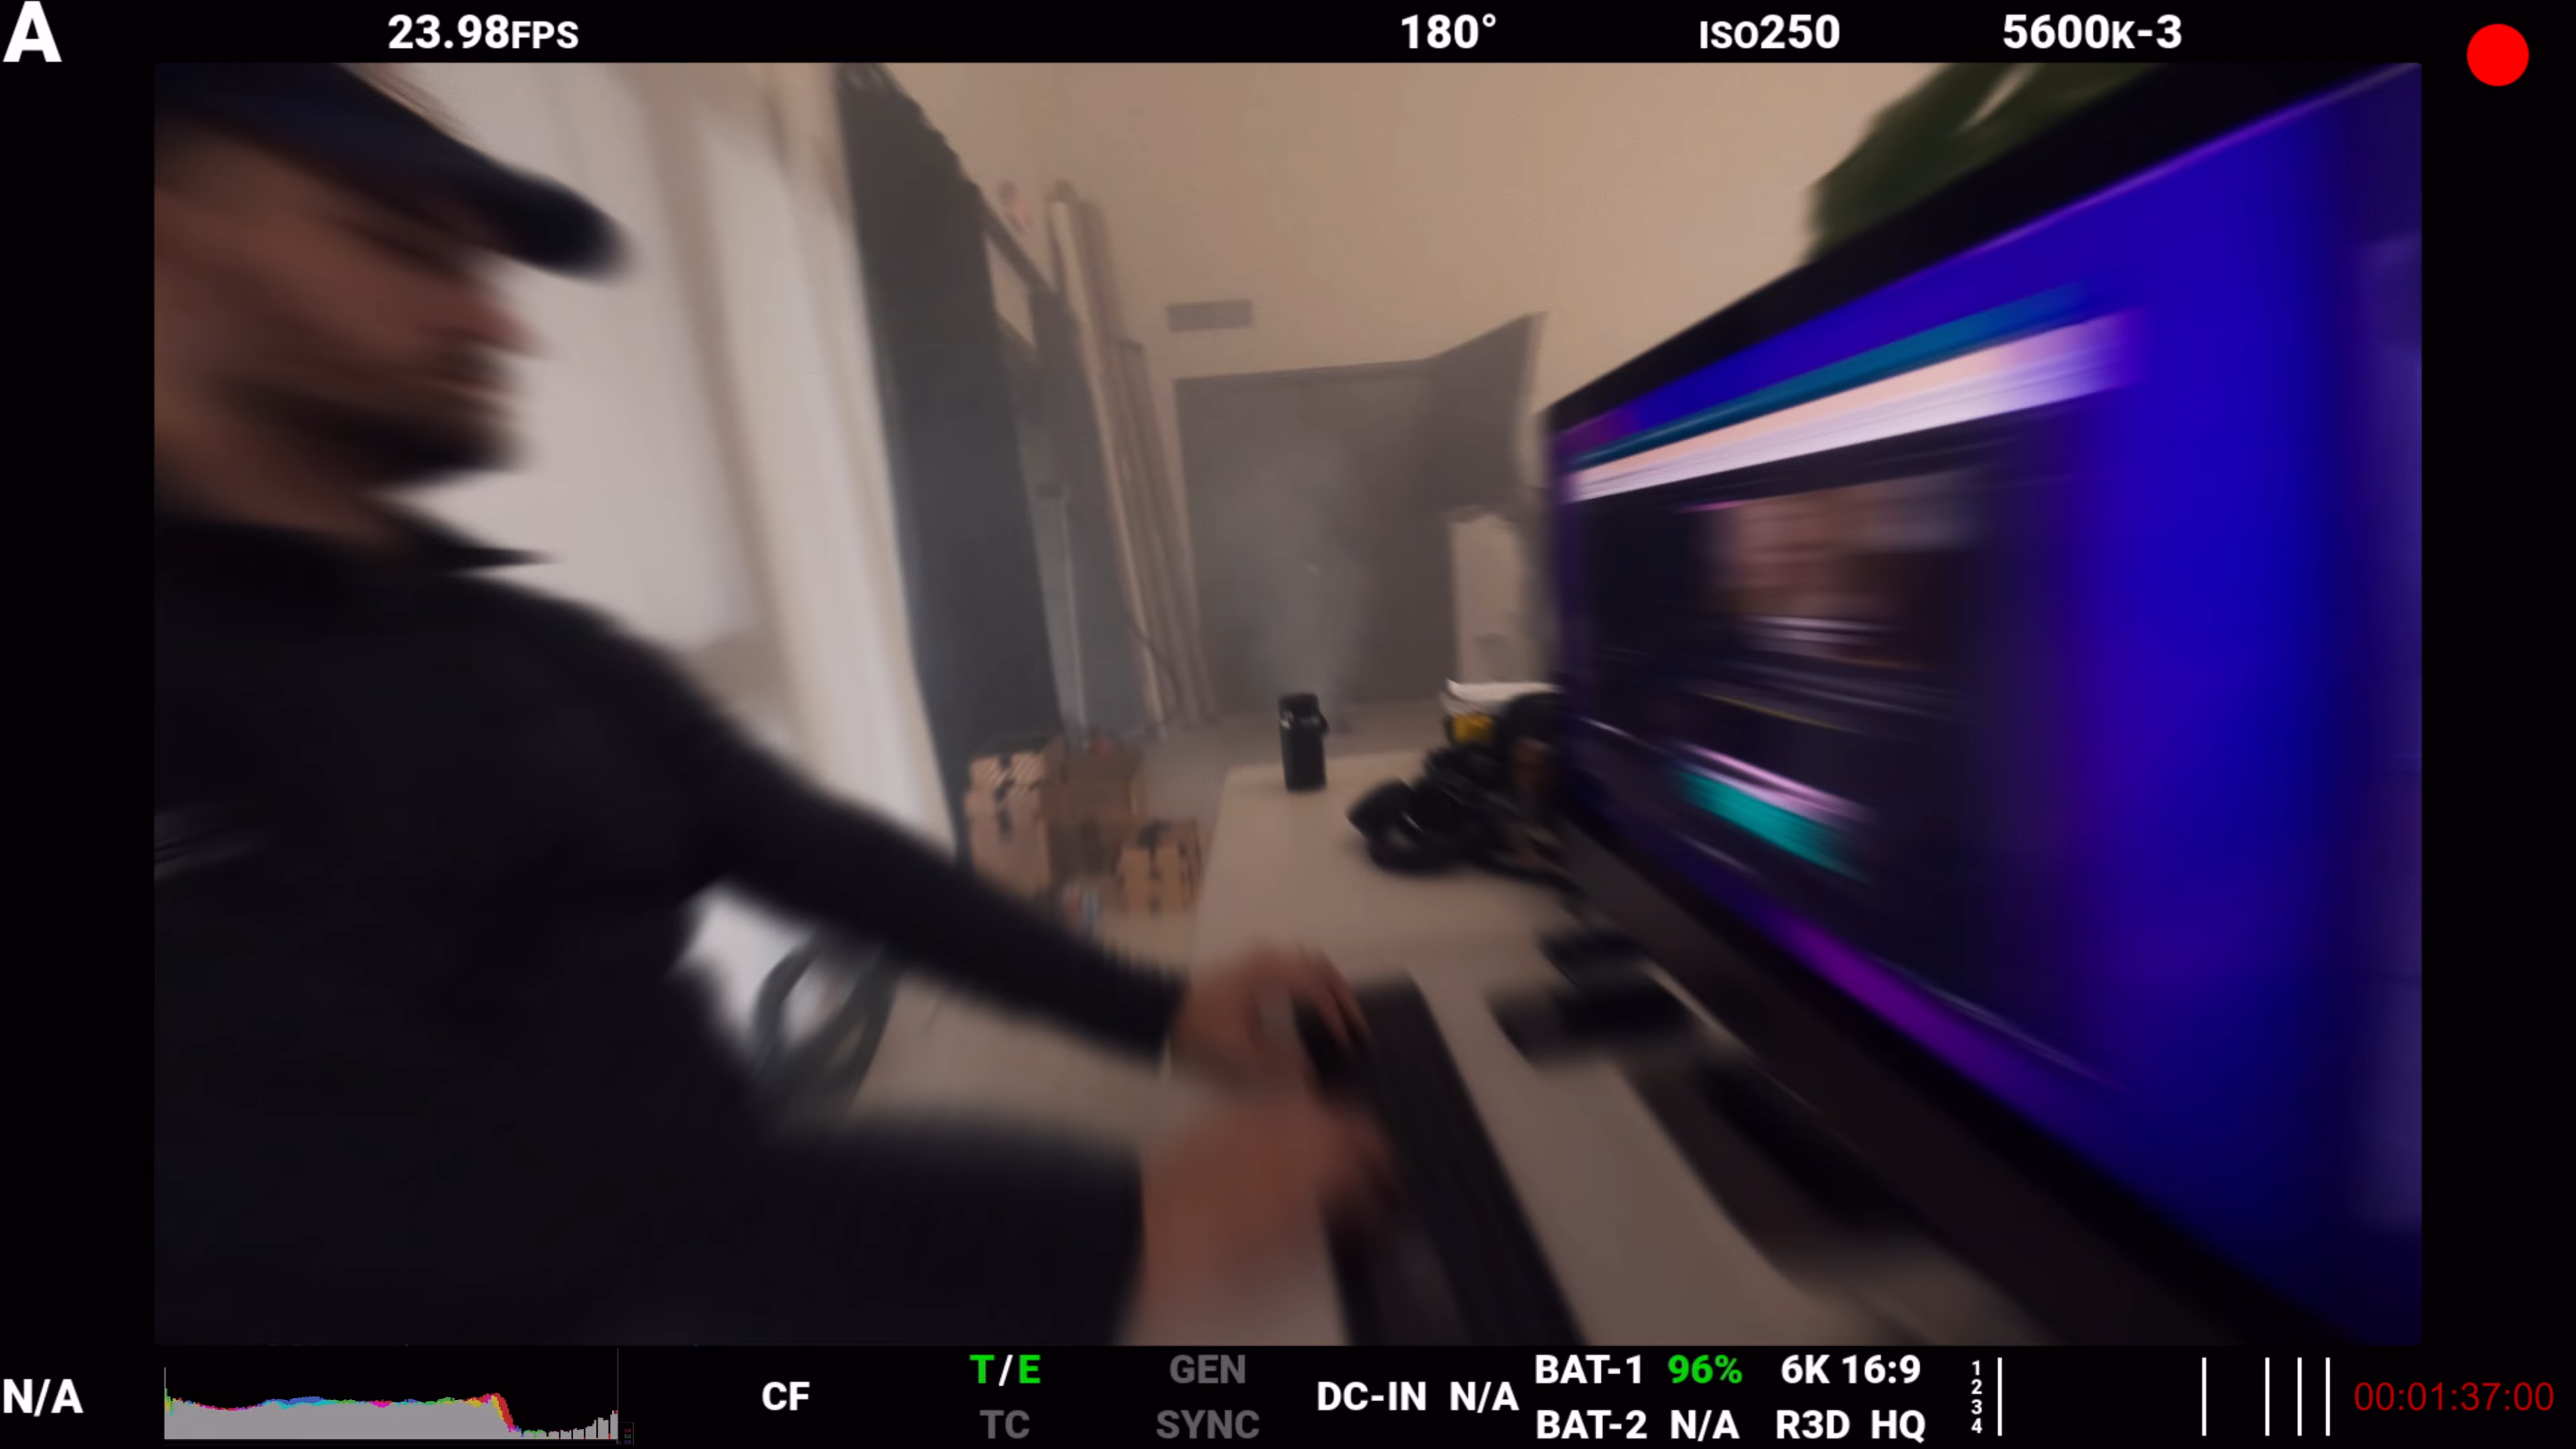 A
23.98FPS
180°
ISO250
5600K-3
N/A
CF
T/E
TC
GEN
SYNC
DC-IN N/A
BAT-1 96%
BAT-2 N/A
6K 16:9
R3D HQ
1
2
3
4
00:01:37:00